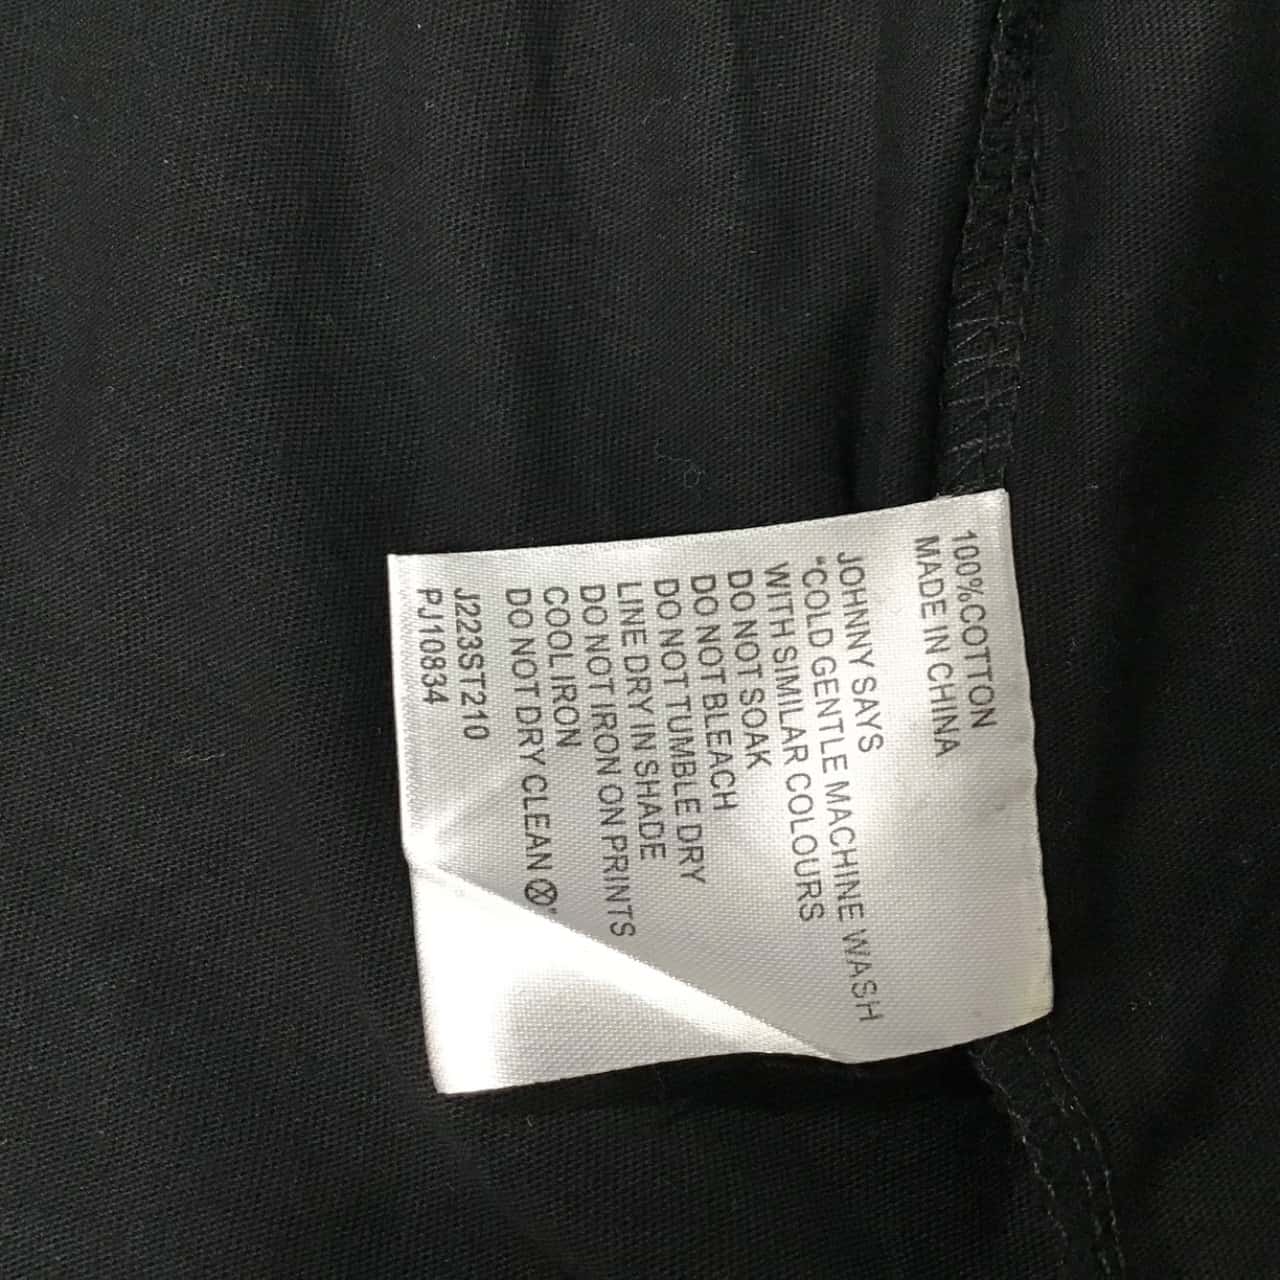 100%COTTON
MADE IN CHINA
JOHNNY SAYS
"COLD GENTLE MACHINE WASH
WITH SIMILAR COLOURS
DO NOT SOAK
DO NOT BLEACH
DO NOT TUMBLE DRY
LINE DRY IN SHADE
DO NOT IRON ON PRINTS
COOL IRON
DO NOT DRY CLEAN ⓧ"
J223ST210
PJ10834